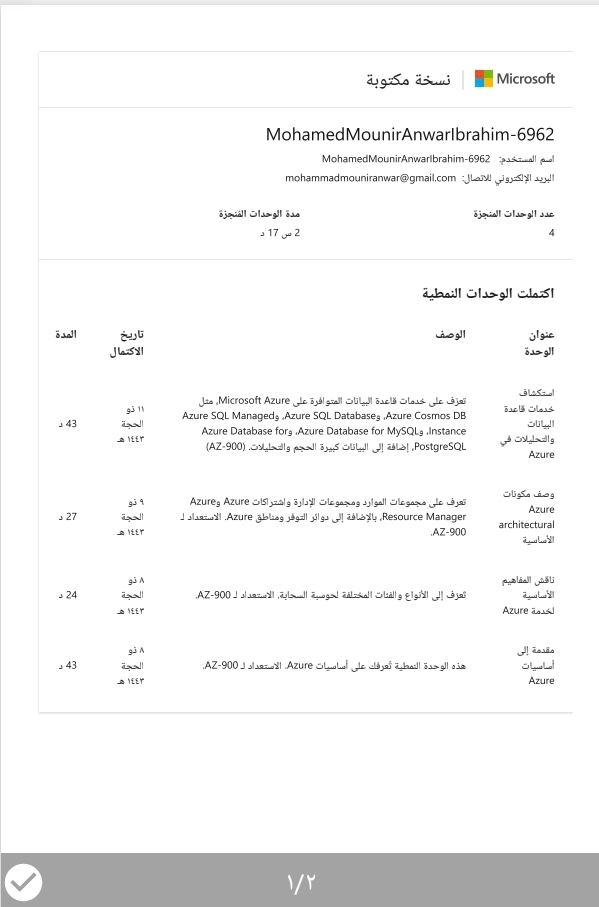 Microsoft | نسخة مكتوبة
MohamedMounirAnwarIbrahim-6962
اسم المستخدم: MohamedMounirAnwarIbrahim-6962
البريد الإلكتروني للاتصال: mohammadmouniranwar@gmail.com
عدد الوحدات المنجزة
4
مدة الوحدات المُنجزة
2 س 17 د
اكتملت الوحدات النمطية
عنوان
الوحدة
الوصف
تاريخ
الاكتمال
المدة
استكشاف
خدمات قاعدة
البيانات
والتحليلات في
Azure
تعرّف على خدمات قاعدة البيانات المتوافرة على Microsoft Azure، مثل
Azure Cosmos DB، وAzure SQL Database، وAzure SQL Managed
Instance، وAzure Database for MySQL، وAzure Database for
PostgreSQL، إضافة إلى البيانات كبيرة الحجم والتحليلات. (AZ-900)
١١ ذو
الحجة
١٤٤٣ هـ
43 د
وصف مكونات
Azure
architectural
الأساسية
تعرف على مجموعات الموارد ومجموعات الإدارة واشتراكات Azure وAzure
Resource Manager، بالإضافة إلى دوائر التوفر ومناطق Azure. الاستعداد لـ
AZ-900.
٩ ذو
الحجة
١٤٤٣ هـ
27 د
ناقش المفاهيم
الأساسية
لخدمة Azure
تَعرّف إلى الأنواع والفئات المختلفة لحوسبة السحابة. الاستعداد لـ AZ-900.
٨ ذو
الحجة
١٤٤٣ هـ
24 د
مقدمة إلى
أساسيات
Azure
هذه الوحدة النمطية تُعرفك على أساسيات Azure. الاستعداد لـ AZ-900.
٨ ذو
الحجة
١٤٤٣ هـ
43 د
١/٢